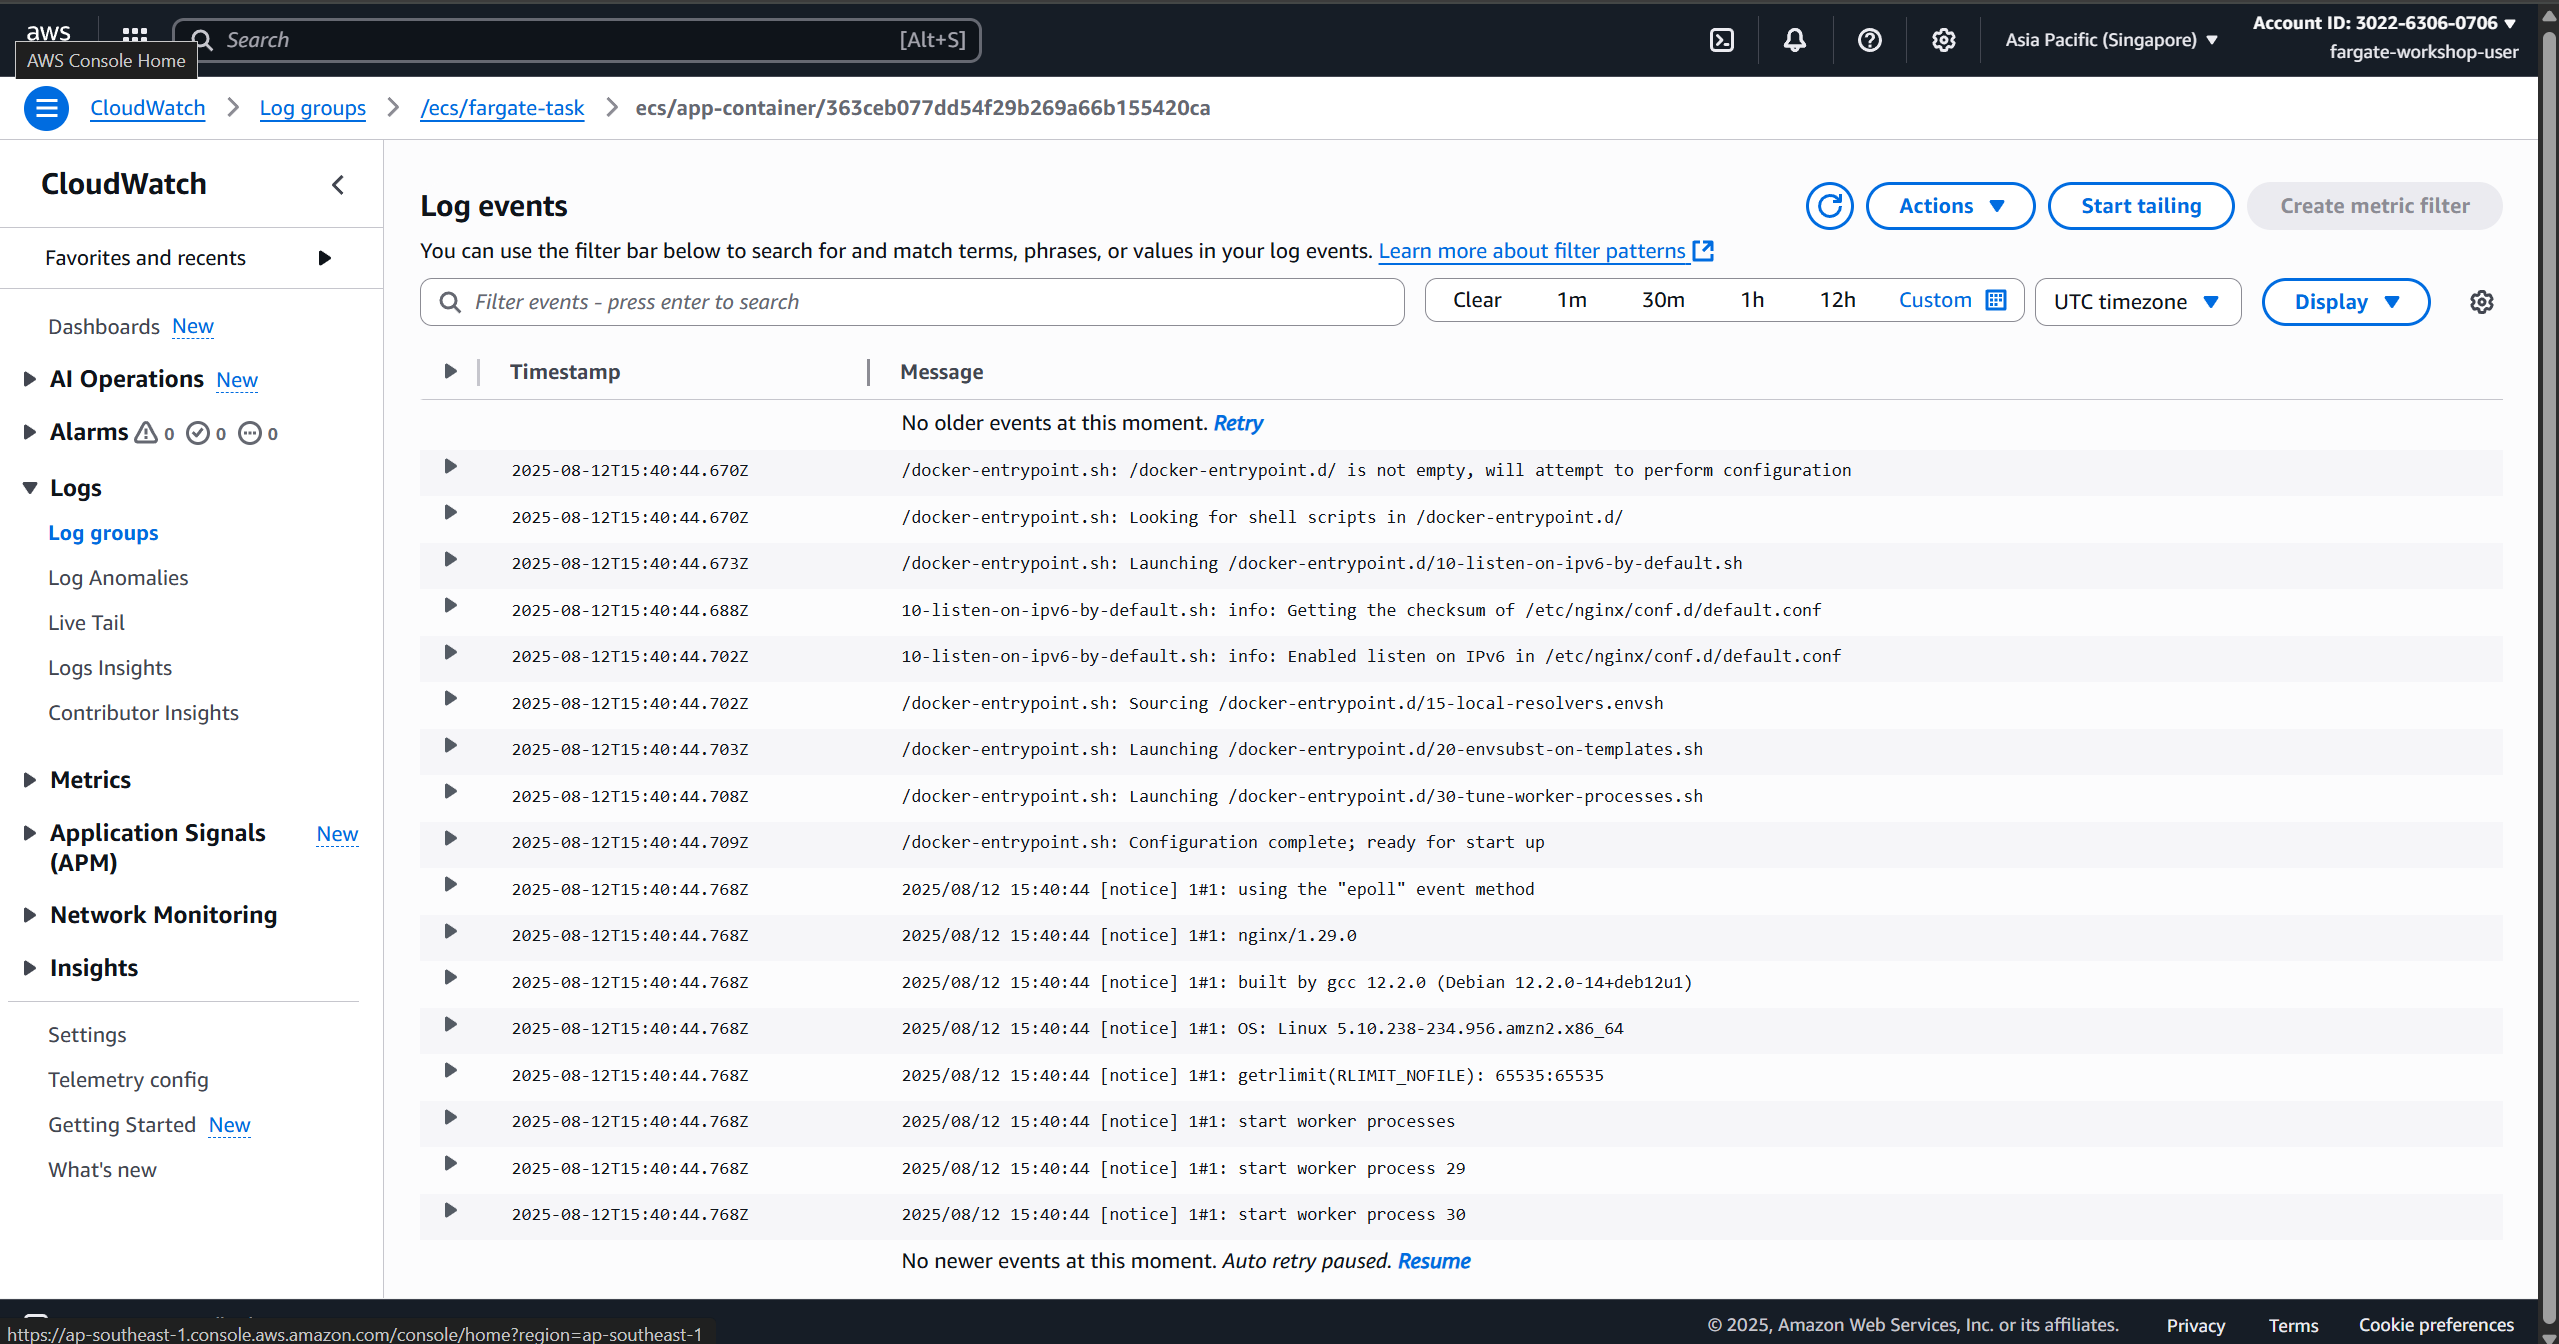 aws
Search
[Alt+S]
Asia Pacific (Singapore)
Account ID: 3022-6306-0706
fargate-workshop-user
AWS Console Home
CloudWatch
Log groups
/ecs/fargate-task
ecs/app-container/363ceb077dd54f29b269a66b155420ca
CloudWatch
Favorites and recents
Dashboards New
AI Operations New
Alarms 0 0 0
Logs
Log groups
Log Anomalies
Live Tail
Logs Insights
Contributor Insights
Metrics
Application Signals New
(APM)
Network Monitoring
Insights
Settings
Telemetry config
Getting Started New
What's new
Log events
Actions
Start tailing
Create metric filter
You can use the filter bar below to search for and match terms, phrases, or values in your log events. Learn more about filter patterns
Filter events - press enter to search
Clear 1m 30m 1h 12h Custom
UTC timezone
Display
Timestamp Message
No older events at this moment. Retry
2025-08-12T15:40:44.670Z /docker-entrypoint.sh: /docker-entrypoint.d/ is not empty, will attempt to perform configuration
2025-08-12T15:40:44.670Z /docker-entrypoint.sh: Looking for shell scripts in /docker-entrypoint.d/
2025-08-12T15:40:44.673Z /docker-entrypoint.sh: Launching /docker-entrypoint.d/10-listen-on-ipv6-by-default.sh
2025-08-12T15:40:44.688Z 10-listen-on-ipv6-by-default.sh: info: Getting the checksum of /etc/nginx/conf.d/default.conf
2025-08-12T15:40:44.702Z 10-listen-on-ipv6-by-default.sh: info: Enabled listen on IPv6 in /etc/nginx/conf.d/default.conf
2025-08-12T15:40:44.702Z /docker-entrypoint.sh: Sourcing /docker-entrypoint.d/15-local-resolvers.envsh
2025-08-12T15:40:44.703Z /docker-entrypoint.sh: Launching /docker-entrypoint.d/20-envsubst-on-templates.sh
2025-08-12T15:40:44.708Z /docker-entrypoint.sh: Launching /docker-entrypoint.d/30-tune-worker-processes.sh
2025-08-12T15:40:44.709Z /docker-entrypoint.sh: Configuration complete; ready for start up
2025-08-12T15:40:44.768Z 2025/08/12 15:40:44 [notice] 1#1: using the "epoll" event method
2025-08-12T15:40:44.768Z 2025/08/12 15:40:44 [notice] 1#1: nginx/1.29.0
2025-08-12T15:40:44.768Z 2025/08/12 15:40:44 [notice] 1#1: built by gcc 12.2.0 (Debian 12.2.0-14+deb12u1)
2025-08-12T15:40:44.768Z 2025/08/12 15:40:44 [notice] 1#1: OS: Linux 5.10.238-234.956.amzn2.x86_64
2025-08-12T15:40:44.768Z 2025/08/12 15:40:44 [notice] 1#1: getrlimit(RLIMIT_NOFILE): 65535:65535
2025-08-12T15:40:44.768Z 2025/08/12 15:40:44 [notice] 1#1: start worker processes
2025-08-12T15:40:44.768Z 2025/08/12 15:40:44 [notice] 1#1: start worker process 29
2025-08-12T15:40:44.768Z 2025/08/12 15:40:44 [notice] 1#1: start worker process 30
No newer events at this moment. Auto retry paused. Resume
https://ap-southeast-1.console.aws.amazon.com/console/home?region=ap-southeast-1
© 2025, Amazon Web Services, Inc. or its affiliates. Privacy Terms Cookie preferences